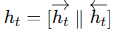 h_t = [\overrightarrow{h_t} \parallel \overleftarrow{h_t}]